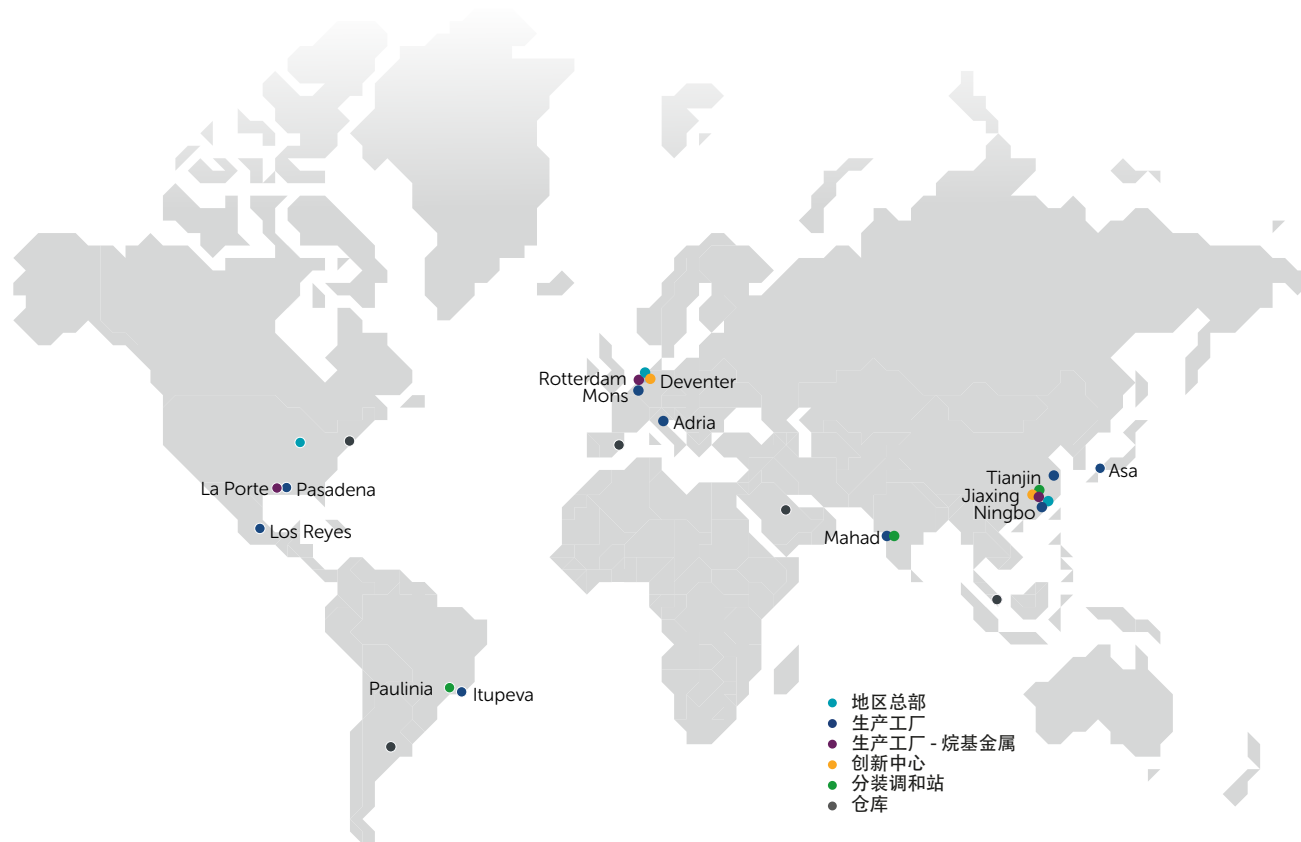 Rotterdam
Deventer
Mons
Adria
La Porte
Pasadena
Los Reyes
Tianjin
Asa
Jiaxing
Ningbo
Mahad
Paulinia
Itupeva
地区总部
生产工厂
生产工厂 - 烷基金属
创新中心
分装调和站
仓库